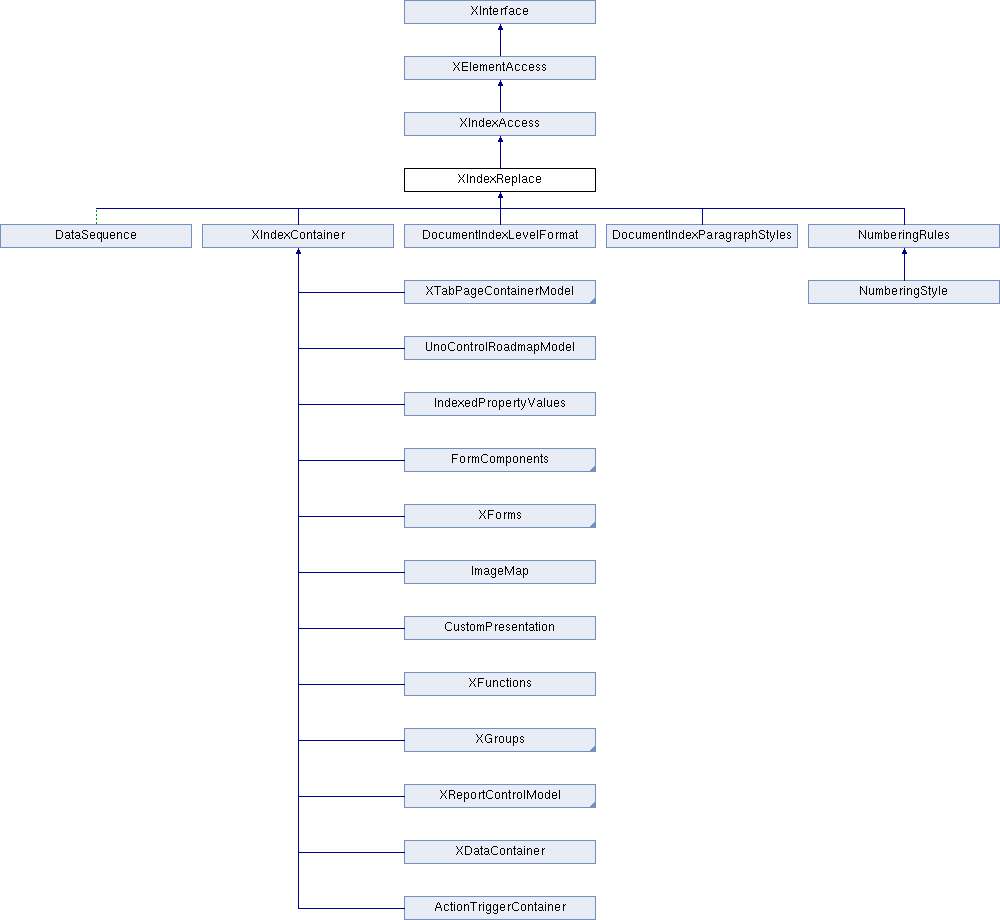 XInterface
XElementAccess
XIndexAccess
XIndexReplace
DataSequence
XIndexContainer
DocumentIndexLevelFormat
DocumentIndexParagraphStyles
NumberingRules
XTabPageContainerModel
NumberingStyle
UnoControlRoadmapModel
IndexedPropertyValues
FormComponents
XForms
ImageMap
CustomPresentation
XFunctions
XGroups
XReportControlModel
XDataContainer
ActionTriggerContainer